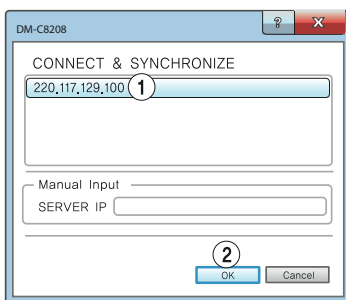 DM-C8208
? X
CONNECT & SYNCHRONIZE
220.117.129.100 1
Manual Input
SERVER IP
2
OK Cancel